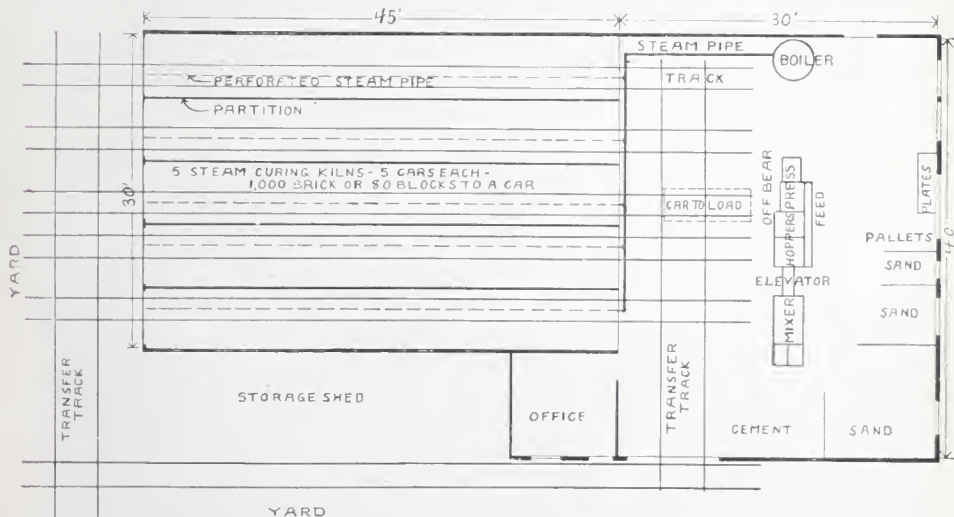 45'
30'
STEAM PIPE
BOILER
PERFORETED STEAM PIPE
TRACK
PARTITION
5 STEAM CURING KILNS - 5 CARS EACH -
1,000 BRICK OR 80 BLOCKS TO A CAR
30'
CAR TO LOAD
OFF BEAR
PRESS
HOPPERS
FEED
PLATES
PALLETS
40'
SAND
ELEVATOR
SAND
MIXER
YARD
TRANSFER
TRACK
STORAGE SHED
OFFICE
TRANSFER
TRACK
CEMENT
SAND
YARD